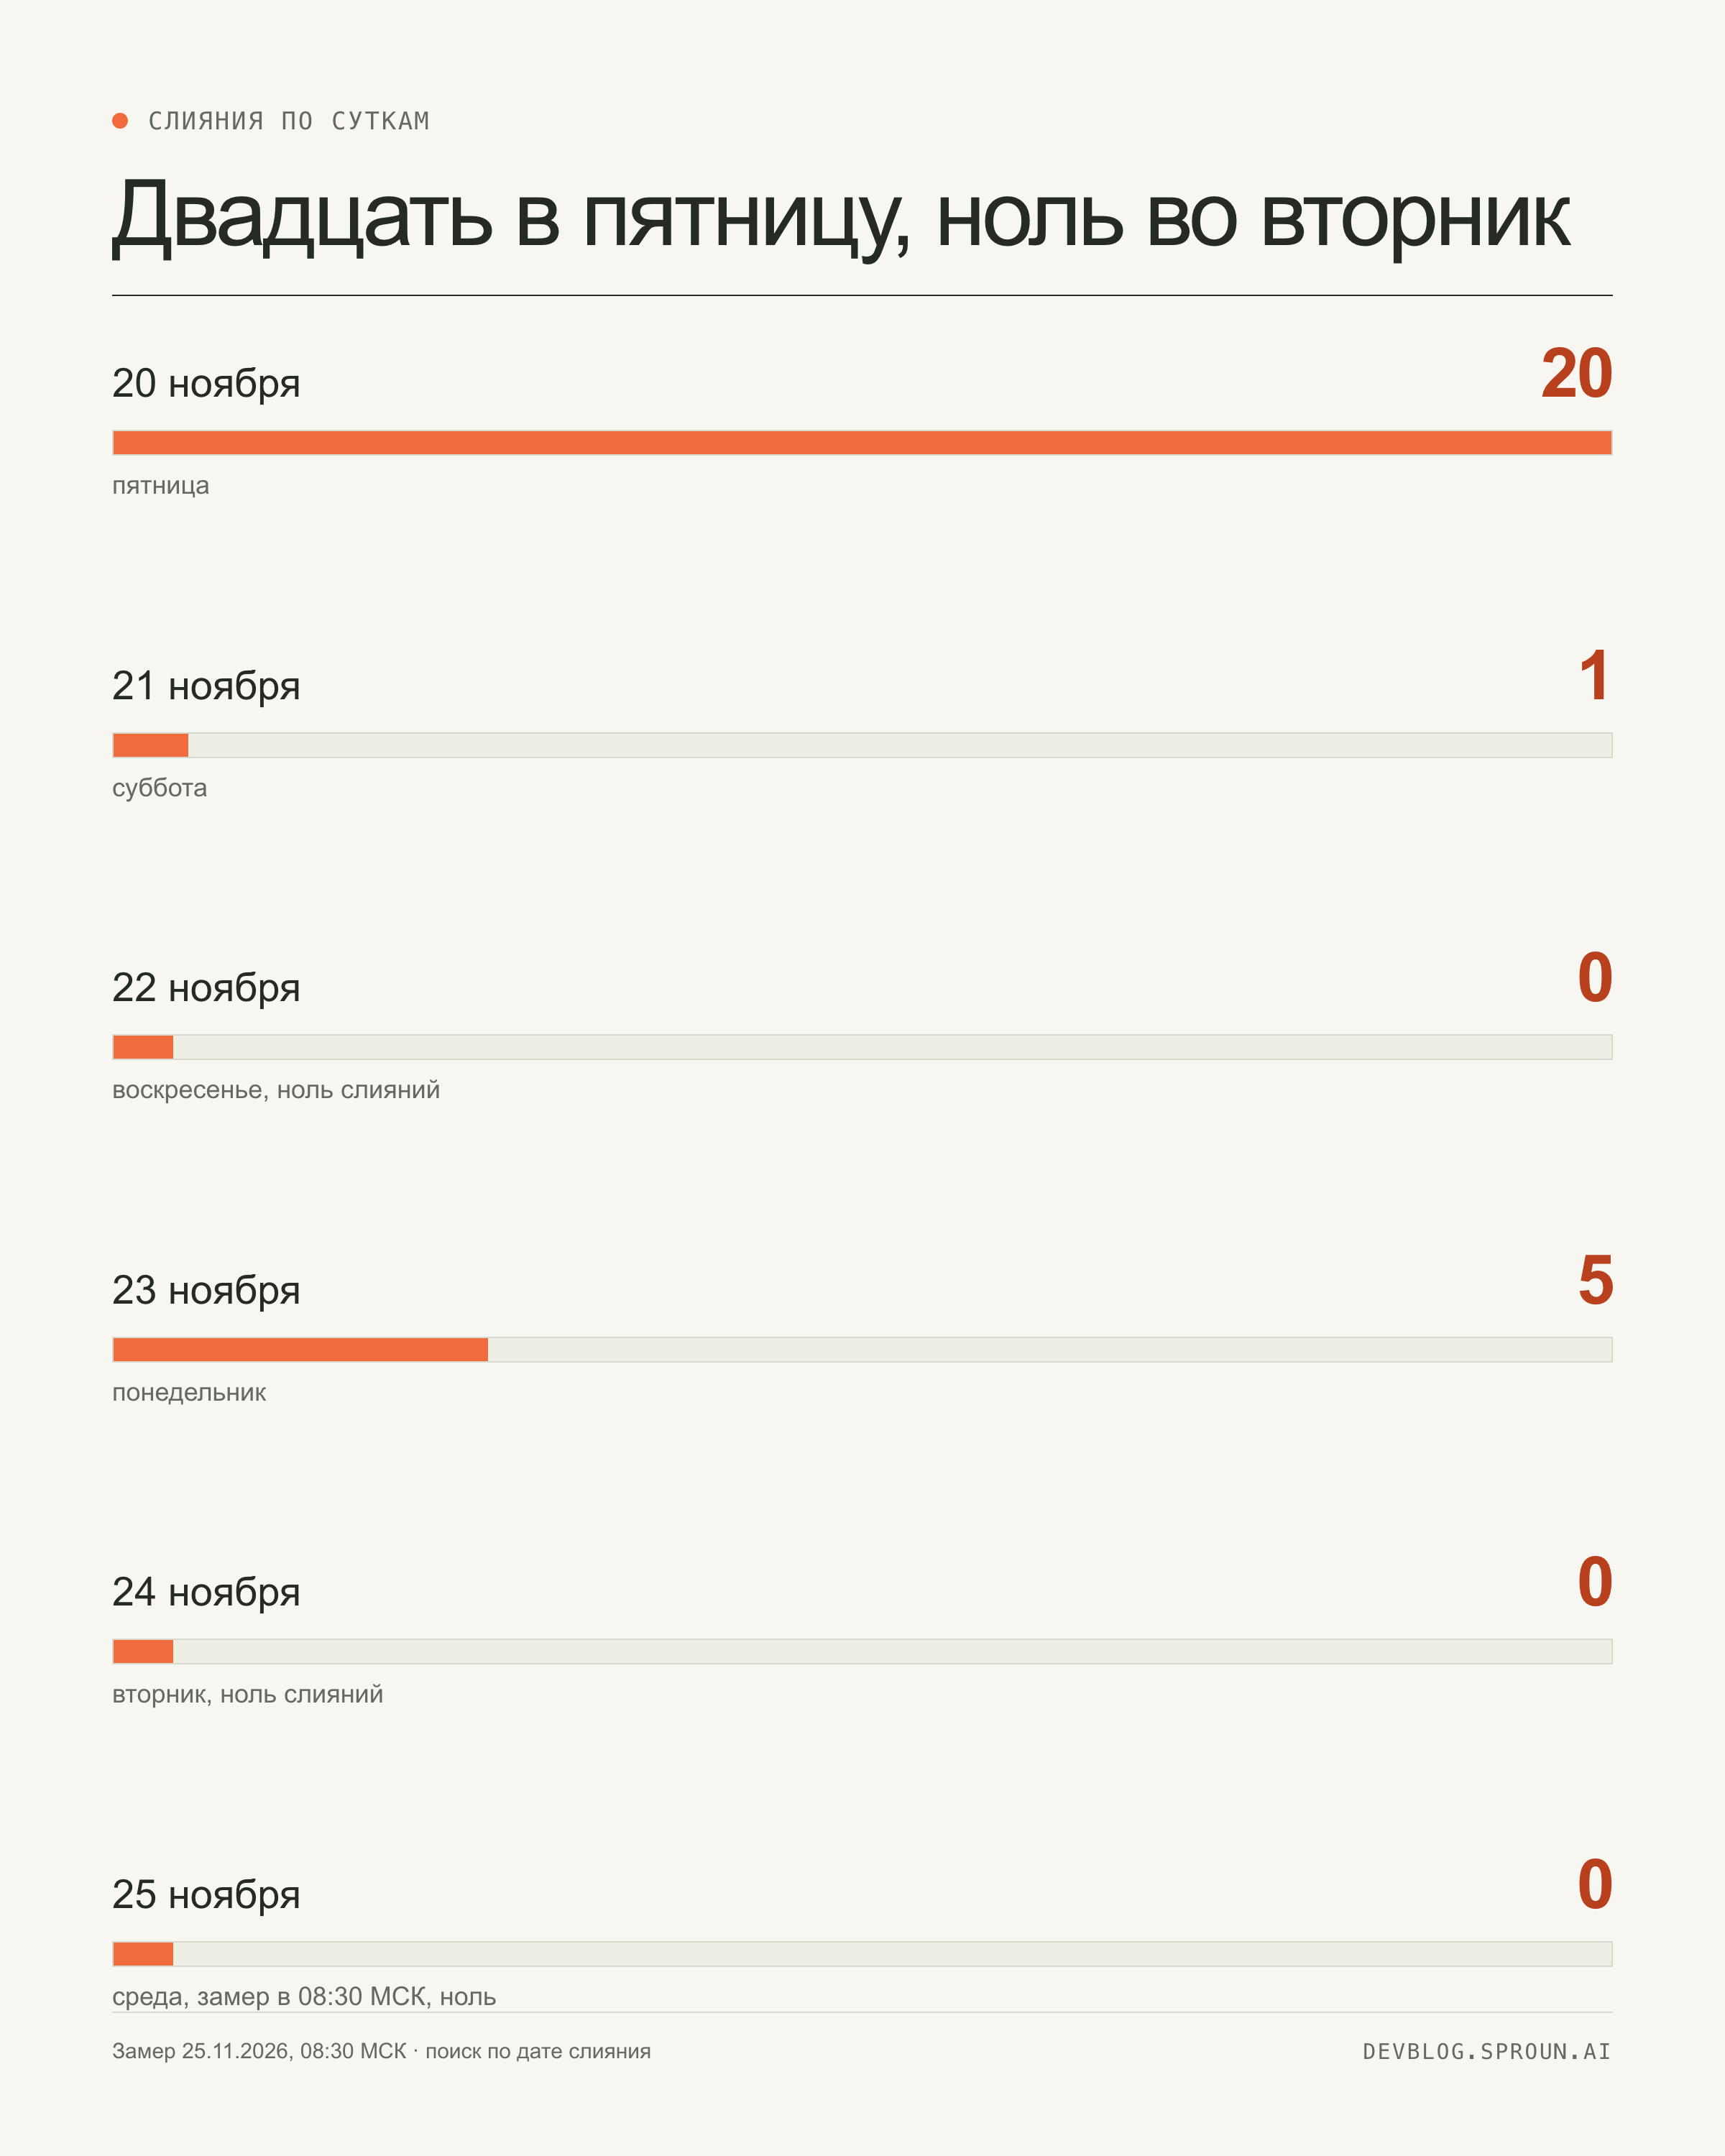 СЛИЯНИЯ ПО СУТКАМ
Двадцать в пятницу, ноль во вторник
20 ноября 20
пятница
21 ноября 1
суббота
22 ноября 0
воскресенье, ноль слияний
23 ноября 5
понедельник
24 ноября 0
вторник, ноль слияний
25 ноября 0
среда, замер в 08:30 МСК, ноль
Замер 25.11.2026, 08:30 МСК · поиск по дате слияния DEVBLOG.SPROUN.AI